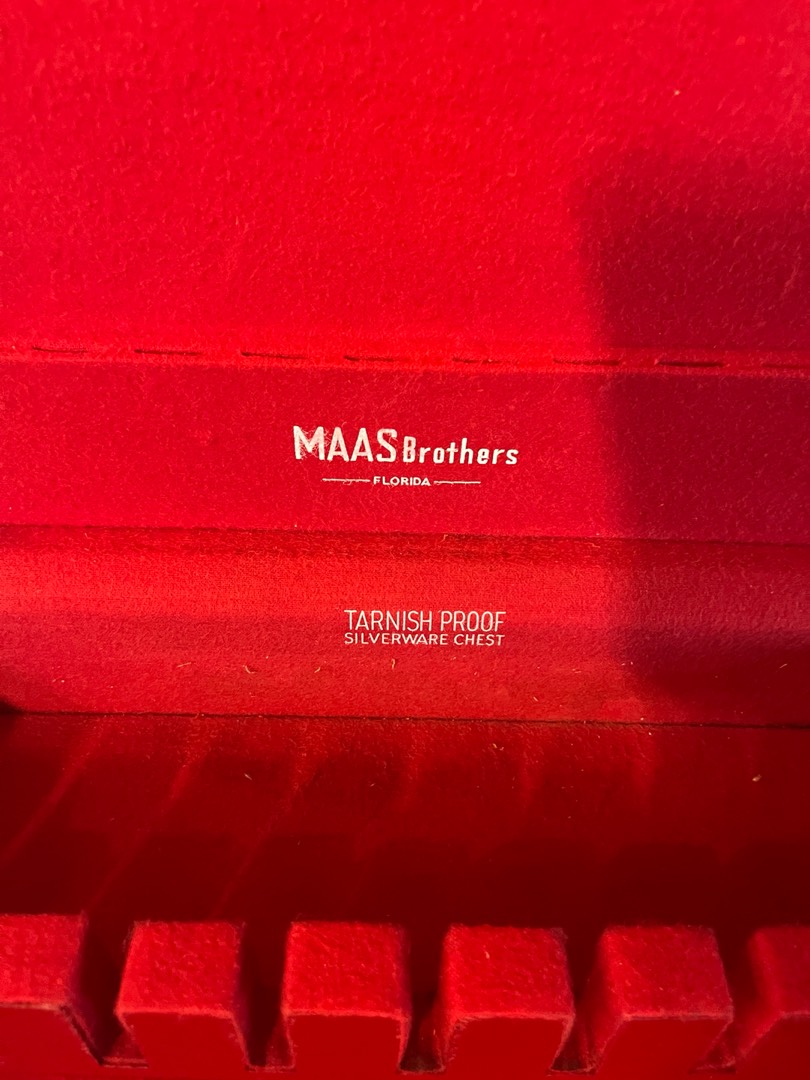 MAAS Brothers
FLORIDA
TARNISH PROOF
SILVERWARE CHEST